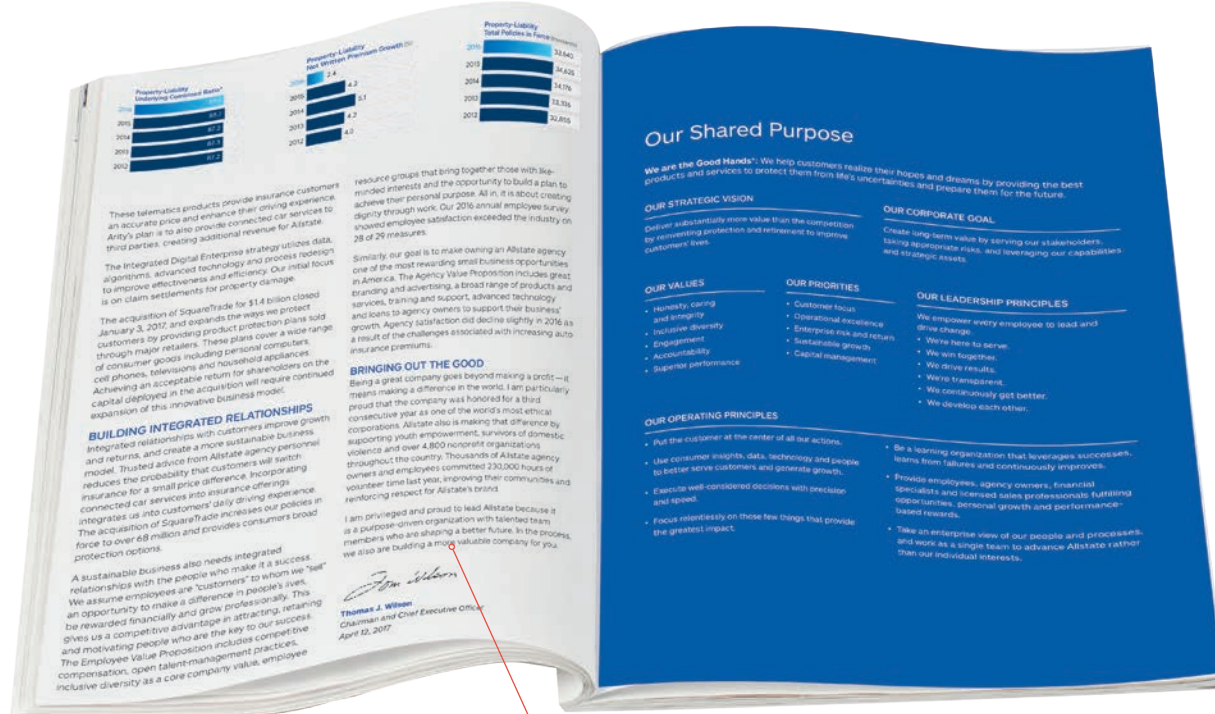 Property-Liability
Underlying Combined Ratio*
2015
2014
87.2
2013
87.3
2012
87.2
Property-Liability
Net Written Premium Growth (%)
2016
2.4
2015
4.2
2014
5.1
2013
4.2
2012
4.0
Property-Liability
Total Policies in Force (thousands)
2016
33,640
2015
34,625
2014
34,176
2013
33,336
2012
32,855
These telematics products provide insurance customers
an accurate price and enhance their driving experience.
Arity's plan is to also provide connected car services to
third parties, creating additional revenue for Allstate.
The Integrated Digital Enterprise strategy utilizes data,
algorithms, advanced technology and process redesign
to improve effectiveness and efficiency. Our initial focus
is on claim settlements for property damage.
The acquisition of SquareTrade for $1.4 billion closed
January 3, 2017, and expands the ways we protect
customers by providing product protection plans sold
through major retailers. These plans cover a wide range
of consumer goods including personal computers,
cell phones, televisions and household appliances.
Achieving an acceptable return for shareholders on the
capital deployed in the acquisition will require continued
expansion of this innovative business model.
BUILDING INTEGRATED RELATIONSHIPS
Integrated relationships with customers improve growth
and returns, and create a more sustainable business
model. Trusted advice from Allstate agency personnel
reduces the probability that customers will switch
insurance for a small price difference. Incorporating
connected car services into insurance offerings
integrates us into customers' daily driving experience.
The acquisition of SquareTrade increases our policies in
force to over 68 million and provides consumers broad
protection options.
A sustainable business also needs integrated
relationships with the people who make it a success.
We assume employees are "customers" to whom we "sell"
an opportunity to make a difference in people's lives,
be rewarded financially and grow professionally. This
gives us a competitive advantage in attracting, retaining
and motivating people who are the key to our success.
The Employee Value Proposition includes competitive
compensation, open talent-management practices,
inclusive diversity as a core company value, employee
resource groups that bring together those with like-
minded interests and the opportunity to build a plan to
achieve their personal purpose. All in, it is about creating
dignity through work. Our 2016 annual employee survey
showed employee satisfaction exceeded the industry on
28 of 29 measures.
Similarly, our goal is to make owning an Allstate agency
one of the most rewarding small business opportunities
in America. The Agency Value Proposition includes great
branding and advertising, a broad range of products and
services, training and support, advanced technology
and loans to agency owners to support their business'
growth. Agency satisfaction did decline slightly in 2016 as
a result of the challenges associated with increasing auto
insurance premiums.
BRINGING OUT THE GOOD
Being a great company goes beyond making a profit — it
means making a difference in the world. I am particularly
proud that the company was honored for a third
consecutive year as one of the world's most ethical
corporations. Allstate also is making that difference by
supporting youth empowerment, survivors of domestic
violence and over 4,800 nonprofit organizations
throughout the country. Thousands of Allstate agency
owners and employees committed 230,000 hours of
volunteer time last year, improving their communities and
reinforcing respect for Allstate's brand.
I am privileged and proud to lead Allstate because it
is a purpose-driven organization with talented team
members who are shaping a better future. In the process,
we also are building a more valuable company for you.
Tom Wilson
Thomas J. Wilson
Chairman and Chief Executive Officer
April 12, 2017
Our Shared Purpose
We are the Good Hands®: We help customers realize their hopes and dreams by providing the best
products and services to protect them from life's uncertainties and prepare them for the future.
OUR STRATEGIC VISION
Deliver substantially more value than the competition
by reinventing protection and retirement to improve
customers' lives.
OUR CORPORATE GOAL
Create long-term value by serving our stakeholders,
taking appropriate risks, and leveraging our capabilities
and strategic assets.
OUR VALUES
• Honesty, caring
and integrity
• Inclusive diversity
• Engagement
• Accountability
• Superior performance
OUR PRIORITIES
• Customer focus
• Operational excellence
• Enterprise risk and return
• Sustainable growth
• Capital management
OUR LEADERSHIP PRINCIPLES
We empower every employee to lead and
drive change.
• We're here to serve.
• We win together.
• We drive results.
• We're transparent.
• We continuously get better.
• We develop each other.
OUR OPERATING PRINCIPLES
• Put the customer at the center of all our actions.
• Use consumer insights, data, technology and people
to better serve customers and generate growth.
• Execute well-considered decisions with precision
and speed.
• Focus relentlessly on those few things that provide
the greatest impact.
• Be a learning organization that leverages successes,
learns from failures and continuously improves.
• Provide employees, agency owners, financial
specialists and licensed sales professionals fulfilling
opportunities, personal growth and performance-
based rewards.
• Take an enterprise view of our people and processes,
and work as a single team to advance Allstate rather
than our individual interests.